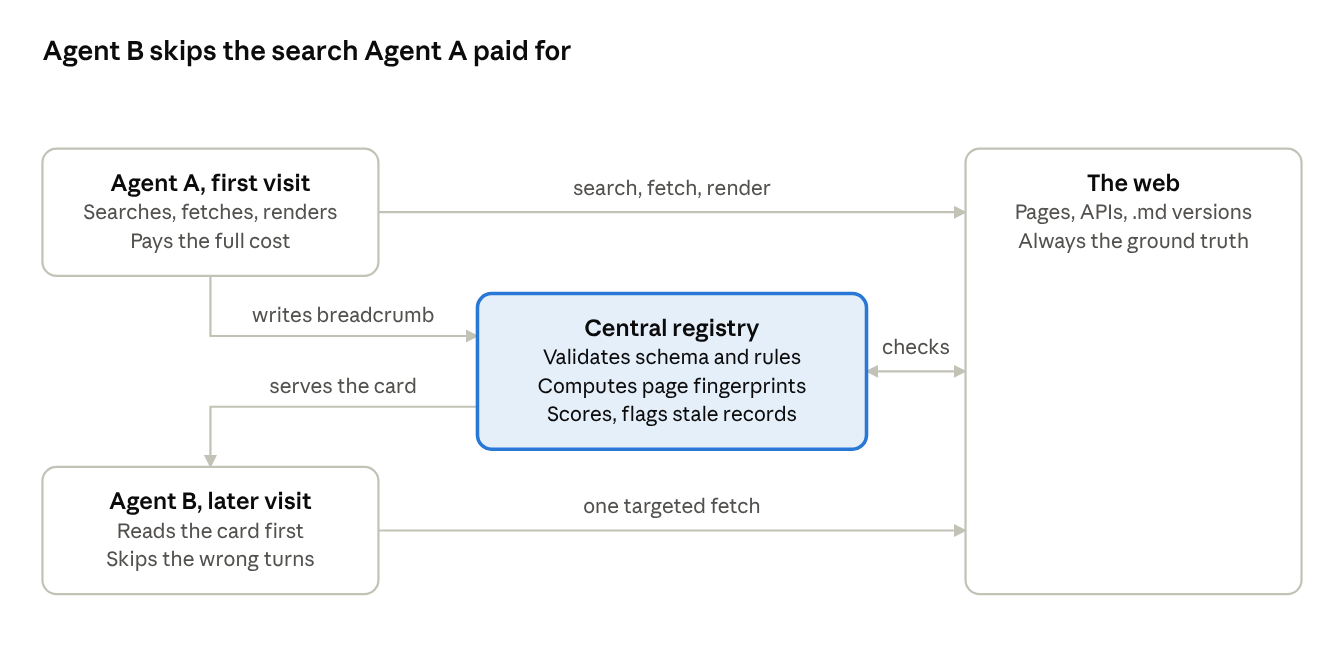 Agent B skips the search Agent A paid for
Agent A, first visit
Searches, fetches, renders
Pays the full cost
search, fetch, render
The web
Pages, APIs, .md versions
Always the ground truth
writes breadcrumb
Central registry
Validates schema and rules
Computes page fingerprints
Scores, flags stale records
checks
serves the card
Agent B, later visit
Reads the card first
Skips the wrong turns
one targeted fetch